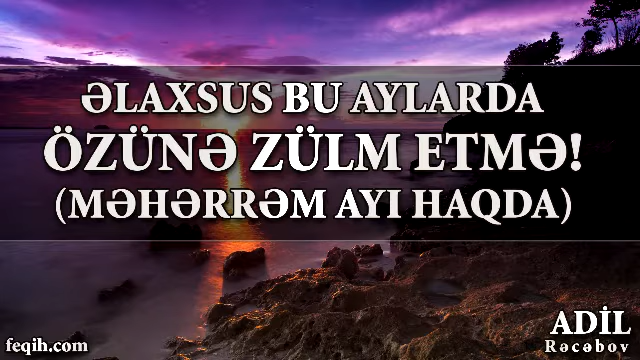 ƏLAXSUS BU AYLARDA
ÖZÜNƏ ZÜLM ETMƏ!
(MƏHƏRRƏM AYI HAQDA)
feqih.com
ADİL
Rəcəbov